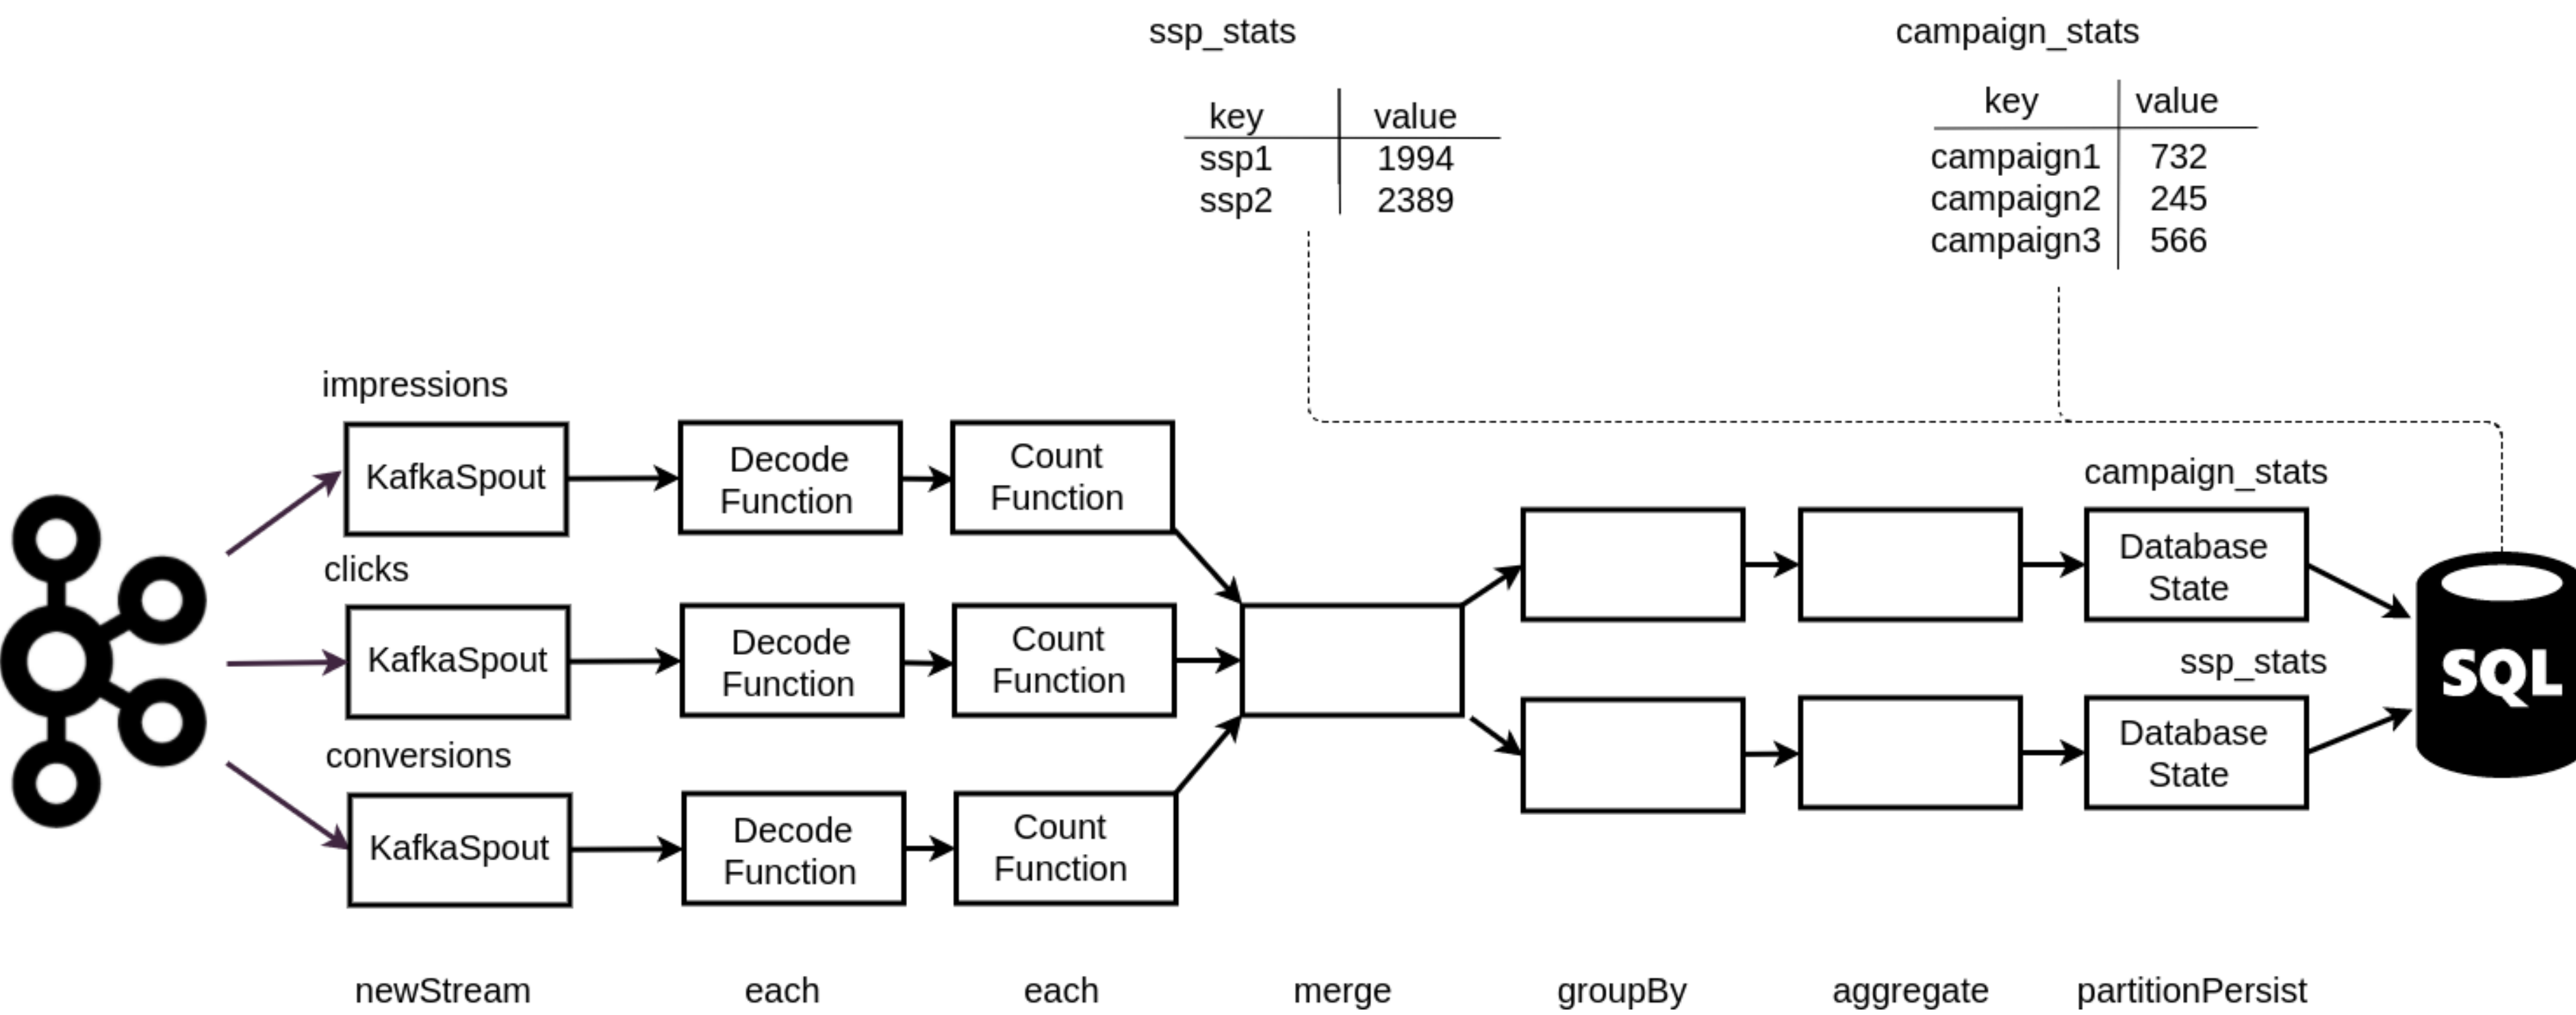 ssp_stats
key value
ssp1 1994
ssp2 2389
campaign_stats
key value
campaign1 732
campaign2 245
campaign3 566
impressions
KafkaSpout
Decode
Function
Count
Function
clicks
KafkaSpout
Decode
Function
Count
Function
conversions
KafkaSpout
Decode
Function
Count
Function
campaign_stats
Database
State
ssp_stats
Database
State
SQL
newStream each each merge groupBy aggregate partitionPersist